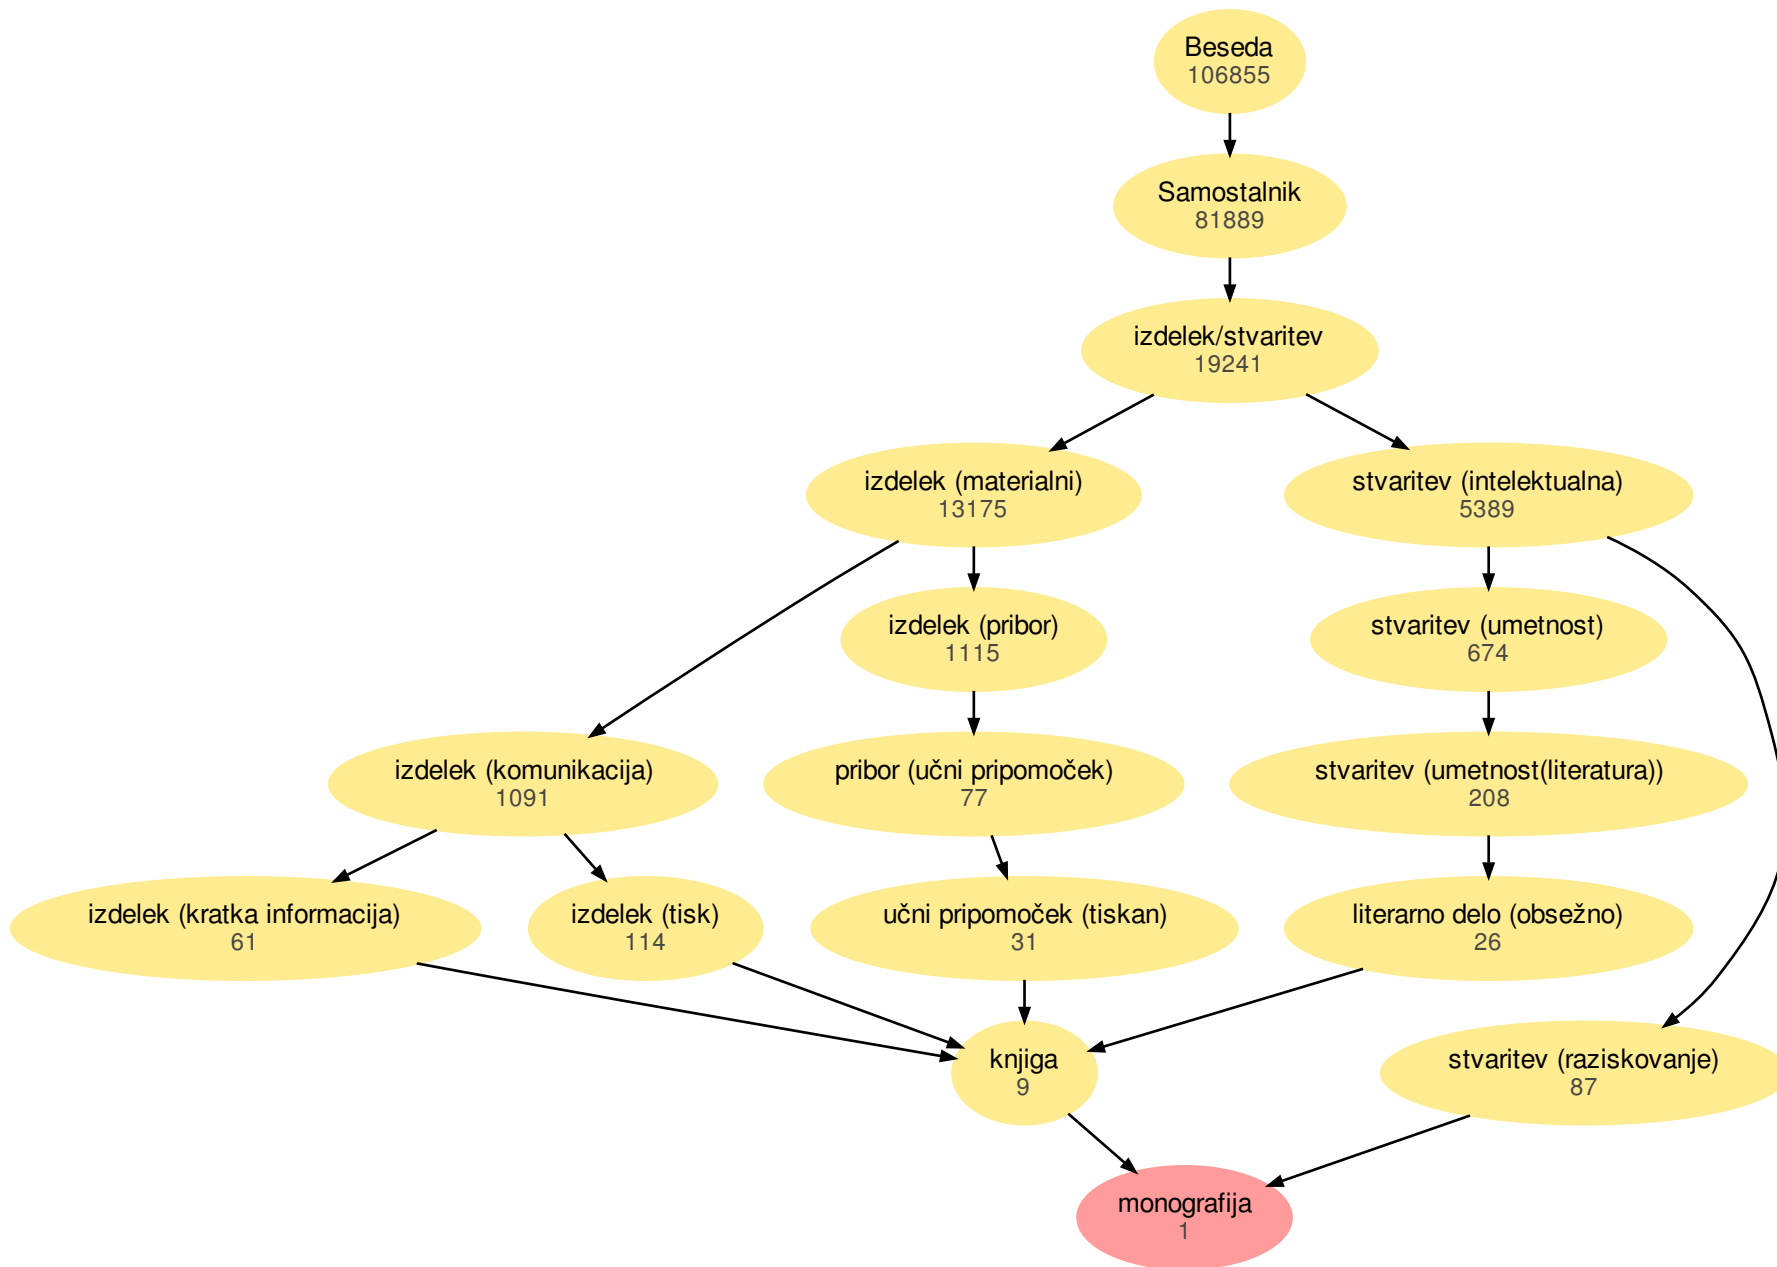 Beseda
106855
Samostalnik
81889
izdelek/stvaritev
19241
izdelek (materialni)
13175
stvaritev (intelektualna)
5389
izdelek (pribor)
1115
stvaritev (umetnost)
674
izdelek (komunikacija)
1091
pribor (učni pripomoček)
77
stvaritev (umetnost(literatura))
208
izdelek (kratka informacija)
61
izdelek (tisk)
114
učni pripomoček (tiskan)
31
literarno delo (obsežno)
26
knjiga
9
stvaritev (raziskovanje)
87
monografija
1